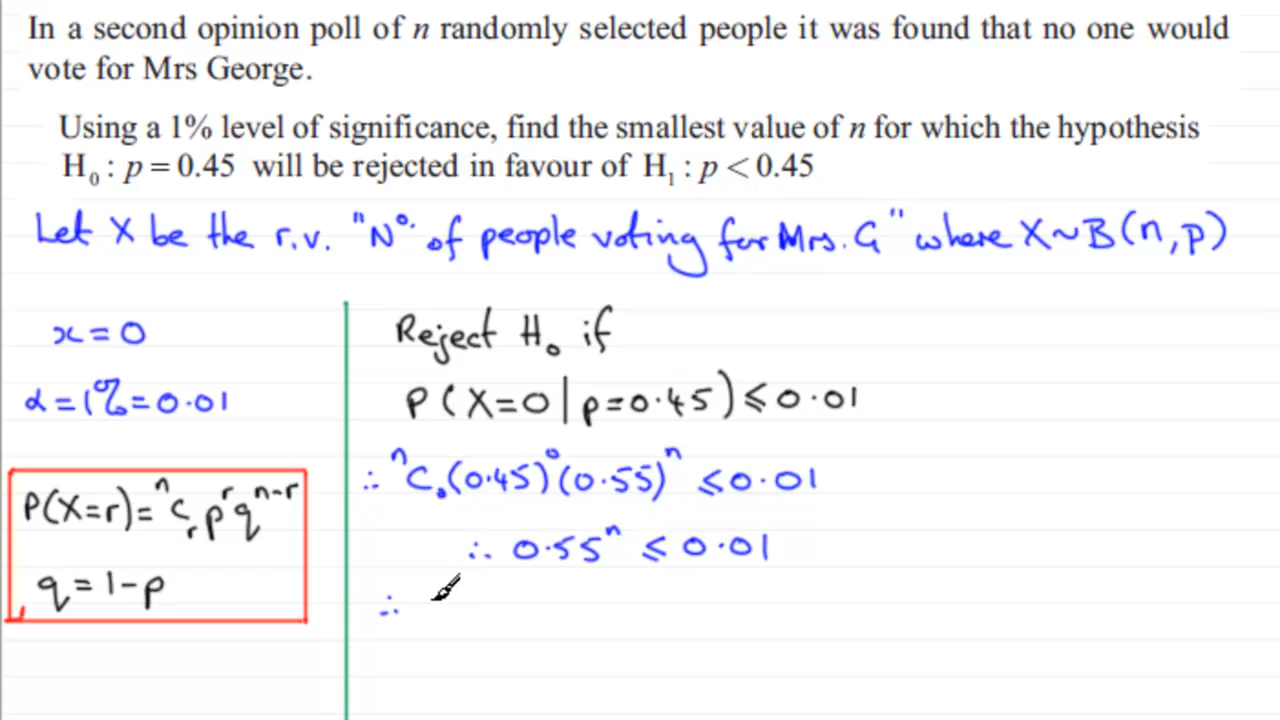 In a second opinion poll of n randomly selected people it was found that no one would
vote for Mrs George.
Using a 1% level of significance, find the smallest value of n for which the hypothesis
H₀ : p = 0.45 will be rejected in favour of H₁ : p < 0.45
Let X be the r.v. "Nº. of people voting for Mrs. G" where X~B(n,p)
x = 0
α = 1% = 0.01
P(X=r) = ⁿCᵣ pʳ qⁿ⁻ʳ
q = 1 - p
Reject H₀ if
P(X=0 | p=0.45) ⩽ 0.01
∴ ⁿC₀ (0.45)⁰ (0.55)ⁿ ⩽ 0.01
∴ 0.55ⁿ ⩽ 0.01
∴